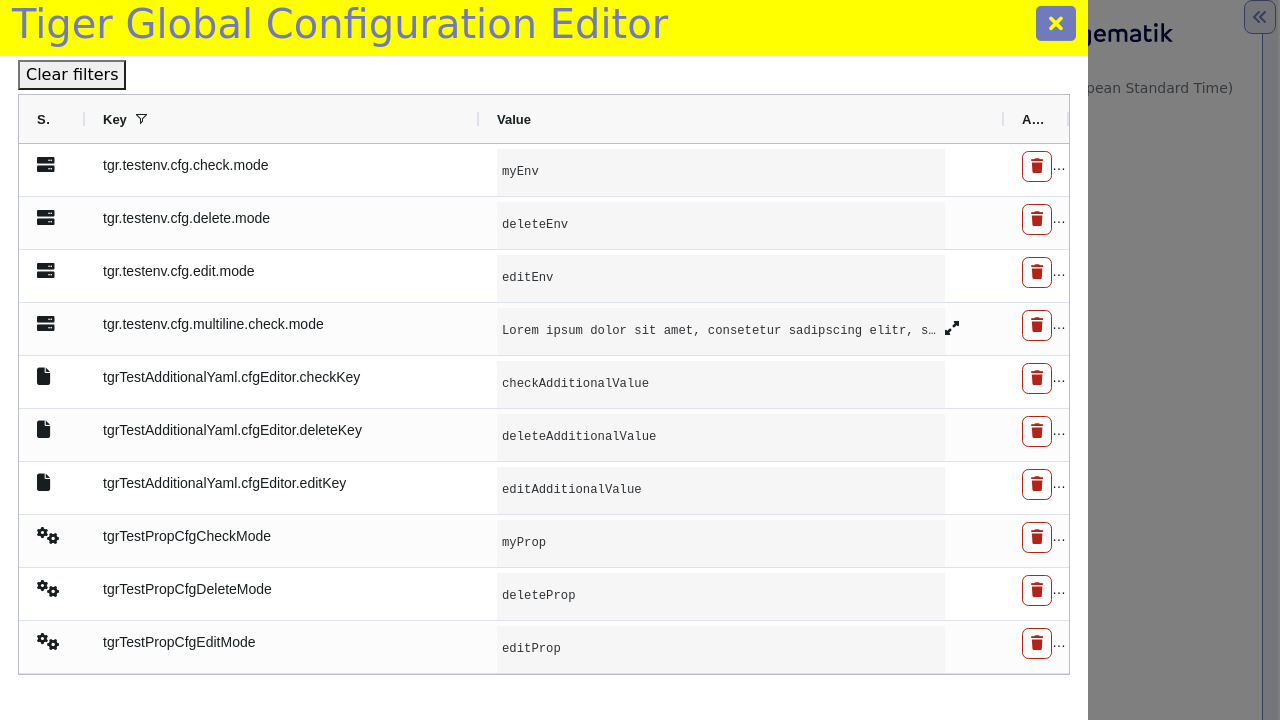 Tiger Global Configuration Editor
gematik
Clear filters
pean Standard Time)
S. Key Value A…
tgr.testenv.cfg.check.mode myEnv …
tgr.testenv.cfg.delete.mode deleteEnv …
tgr.testenv.cfg.edit.mode editEnv …
tgr.testenv.cfg.multiline.check.mode Lorem ipsum dolor sit amet, consetetur sadipscing elitr, s… …
tgrTestAdditionalYaml.cfgEditor.checkKey checkAdditionalValue …
tgrTestAdditionalYaml.cfgEditor.deleteKey deleteAdditionalValue …
tgrTestAdditionalYaml.cfgEditor.editKey editAdditionalValue …
tgrTestPropCfgCheckMode myProp …
tgrTestPropCfgDeleteMode deleteProp …
tgrTestPropCfgEditMode editProp …